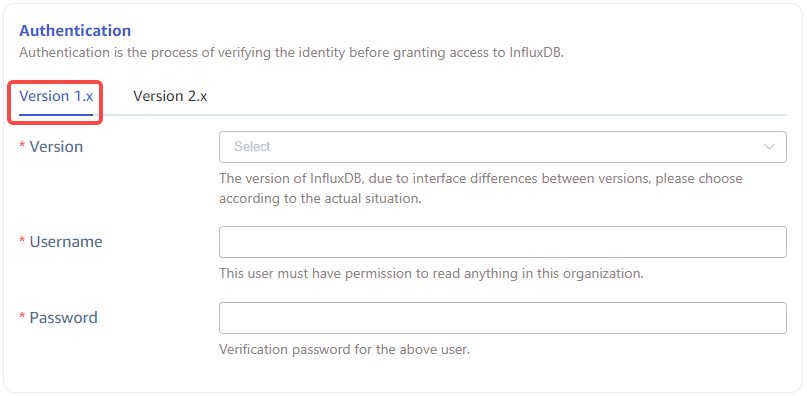 Authentication
Authentication is the process of verifying the identity before granting access to InfluxDB.
Version 1.x Version 2.x
* Version Select
The version of InfluxDB, due to interface differences between versions, please choose
according to the actual situation.
* Username
This user must have permission to read anything in this organization.
* Password
Verification password for the above user.